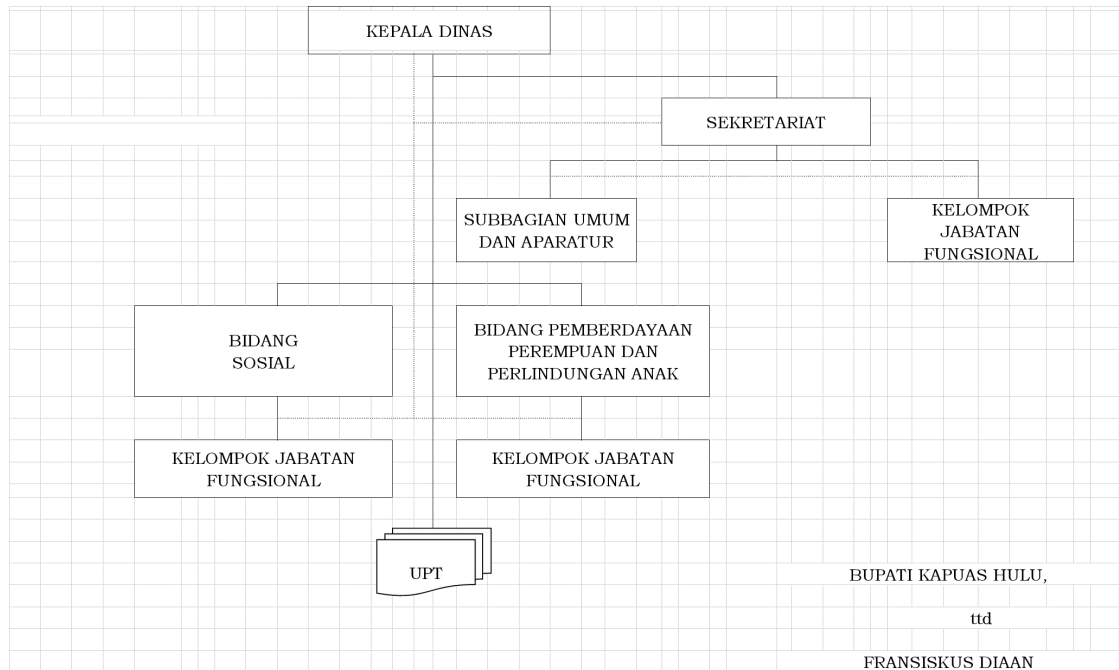 KEPALA DINAS
SEKRETARIAT
SUBBAGIAN UMUM
DAN APARATUR
KELOMPOK
JABATAN
FUNGSIONAL
BIDANG
SOSIAL
BIDANG PEMBERDAYAAN
PEREMPUAN DAN
PERLINDUNGAN ANAK
KELOMPOK JABATAN
FUNGSIONAL
KELOMPOK JABATAN
FUNGSIONAL
UPT
BUPATI KAPUAS HULU,
ttd
FRANSISKUS DIAAN